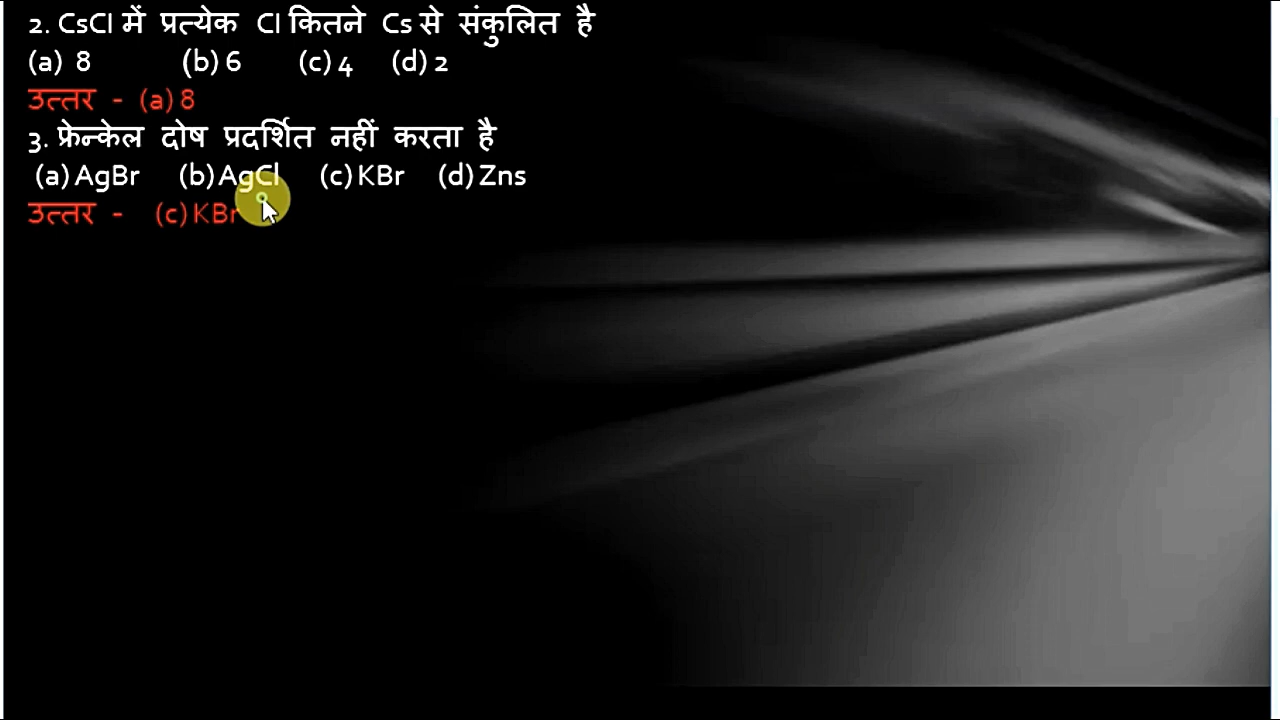 2. CsCl में प्रत्येक Cl कितने Cs से संकुलित है
(a) 8 (b) 6 (c) 4 (d) 2
उत्तर - (a) 8
3. फ्रेन्केल दोष प्रदर्शित नहीं करता है
(a) AgBr (b) AgCl (c) KBr (d) Zns
उत्तर - (c) KBr